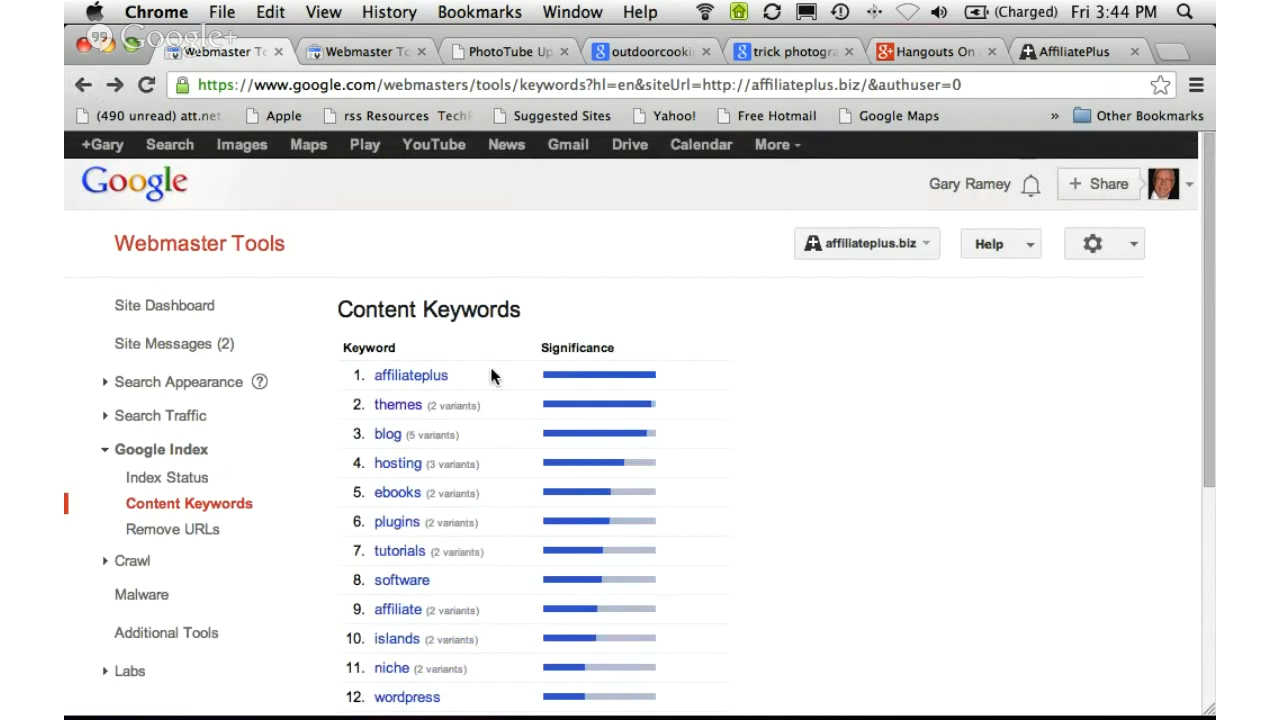 Chrome File Edit View History Bookmarks Window Help (Charged) Fri 3:44 PM
Google+
Webmaster To Webmaster To PhotoTube Up outdoorcooki trick photogra Hangouts On AffiliatePlus
https://www.google.com/webmasters/tools/keywords?hl=en&siteUrl=http://affiliateplus.biz/&authuser=0
(490 unread) att.net Apple rss Resources Tech Suggested Sites Yahoo! Free Hotmail Google Maps » Other Bookmarks
+Gary Search Images Maps Play YouTube News Gmail Drive Calendar More
Google Gary Ramey + Share
Webmaster Tools affiliateplus.biz Help
Site Dashboard
Site Messages (2)
Search Appearance ?
Search Traffic
Google Index
Index Status
Content Keywords
Remove URLs
Crawl
Malware
Additional Tools
Labs
Content Keywords
Keyword Significance
1. affiliateplus
2. themes (2 variants)
3. blog (5 variants)
4. hosting (3 variants)
5. ebooks (2 variants)
6. plugins (2 variants)
7. tutorials (2 variants)
8. software
9. affiliate (2 variants)
10. islands (2 variants)
11. niche (2 variants)
12. wordpress